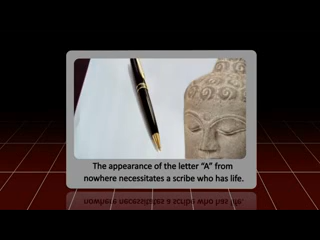 The appearance of the letter “A” from
nowhere necessitates a scribe who has life.